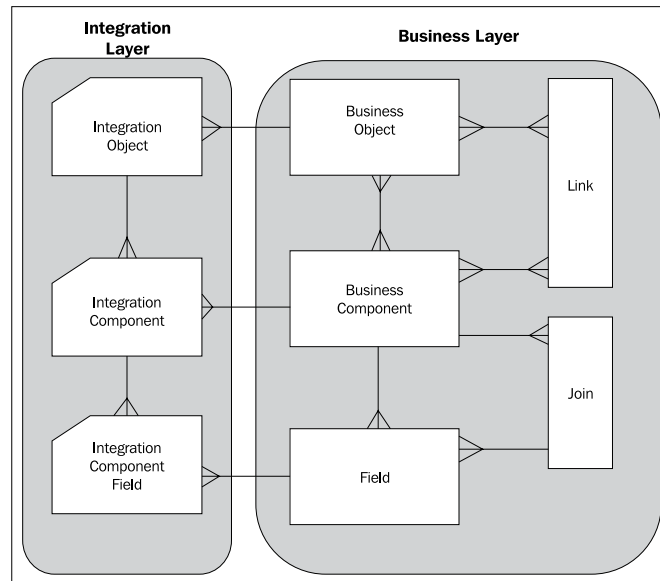 Integration
Layer
Business Layer
Integration
Object
Business
Object
Link
Integration
Component
Business
Component
Join
Integration
Component
Field
Field